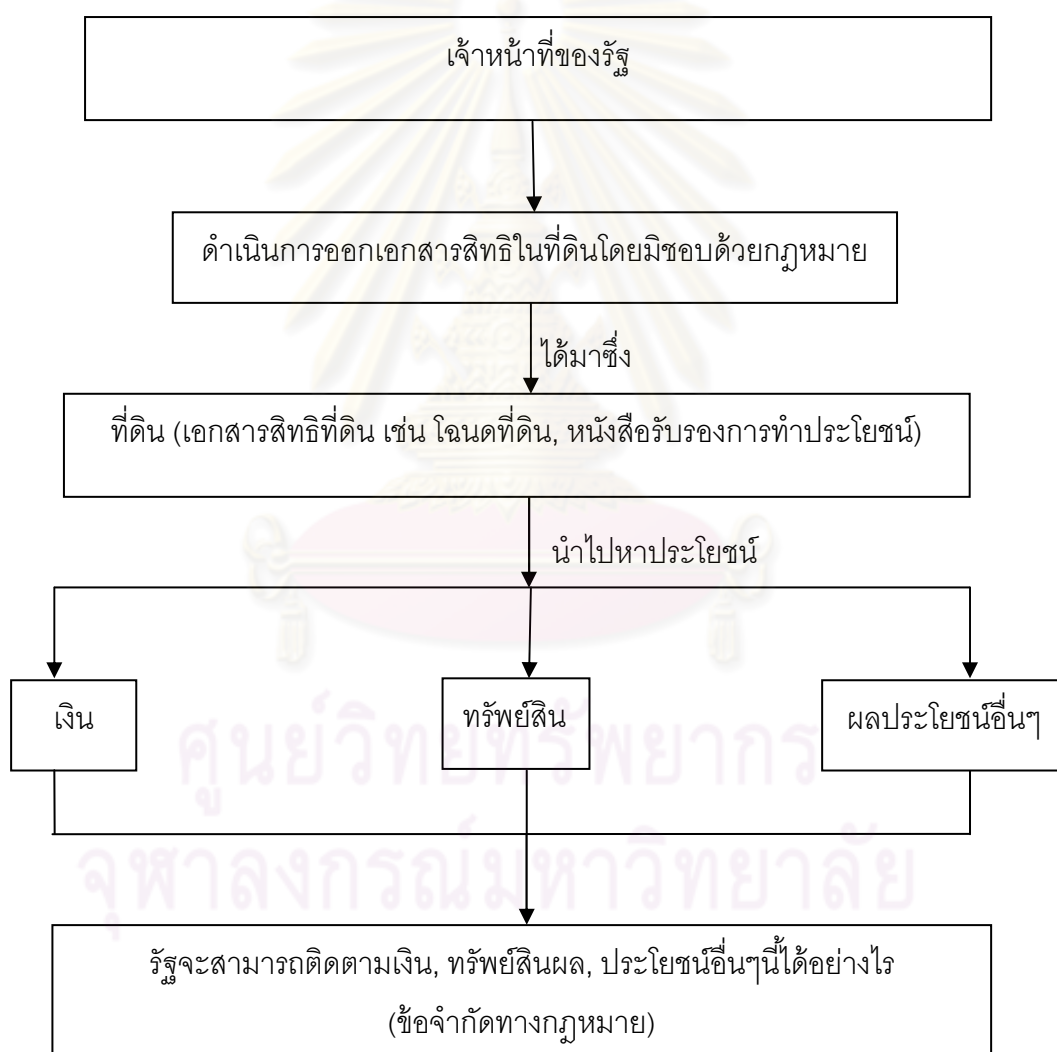 เจ้าหน้าที่ของรัฐ
ดำเนินการออกเอกสารสิทธิในที่ดินโดยมิชอบด้วยกฎหมาย
ได้มาซึ่ง
ที่ดิน (เอกสารสิทธิที่ดิน เช่น โฉนดที่ดิน, หนังสือรับรองการทำประโยชน์)
นำไปหาประโยชน์
เงิน
ทรัพย์สิน
ผลประโยชน์อื่นๆ
ศูนย์วิทยทรัพยากร
จุฬาลงกรณ์มหาวิทยาลัย
รัฐจะสามารถติดตามเงิน, ทรัพย์สินผล, ประโยชน์อื่นๆนี้ได้อย่างไร
(ข้อจำกัดทางกฎหมาย)